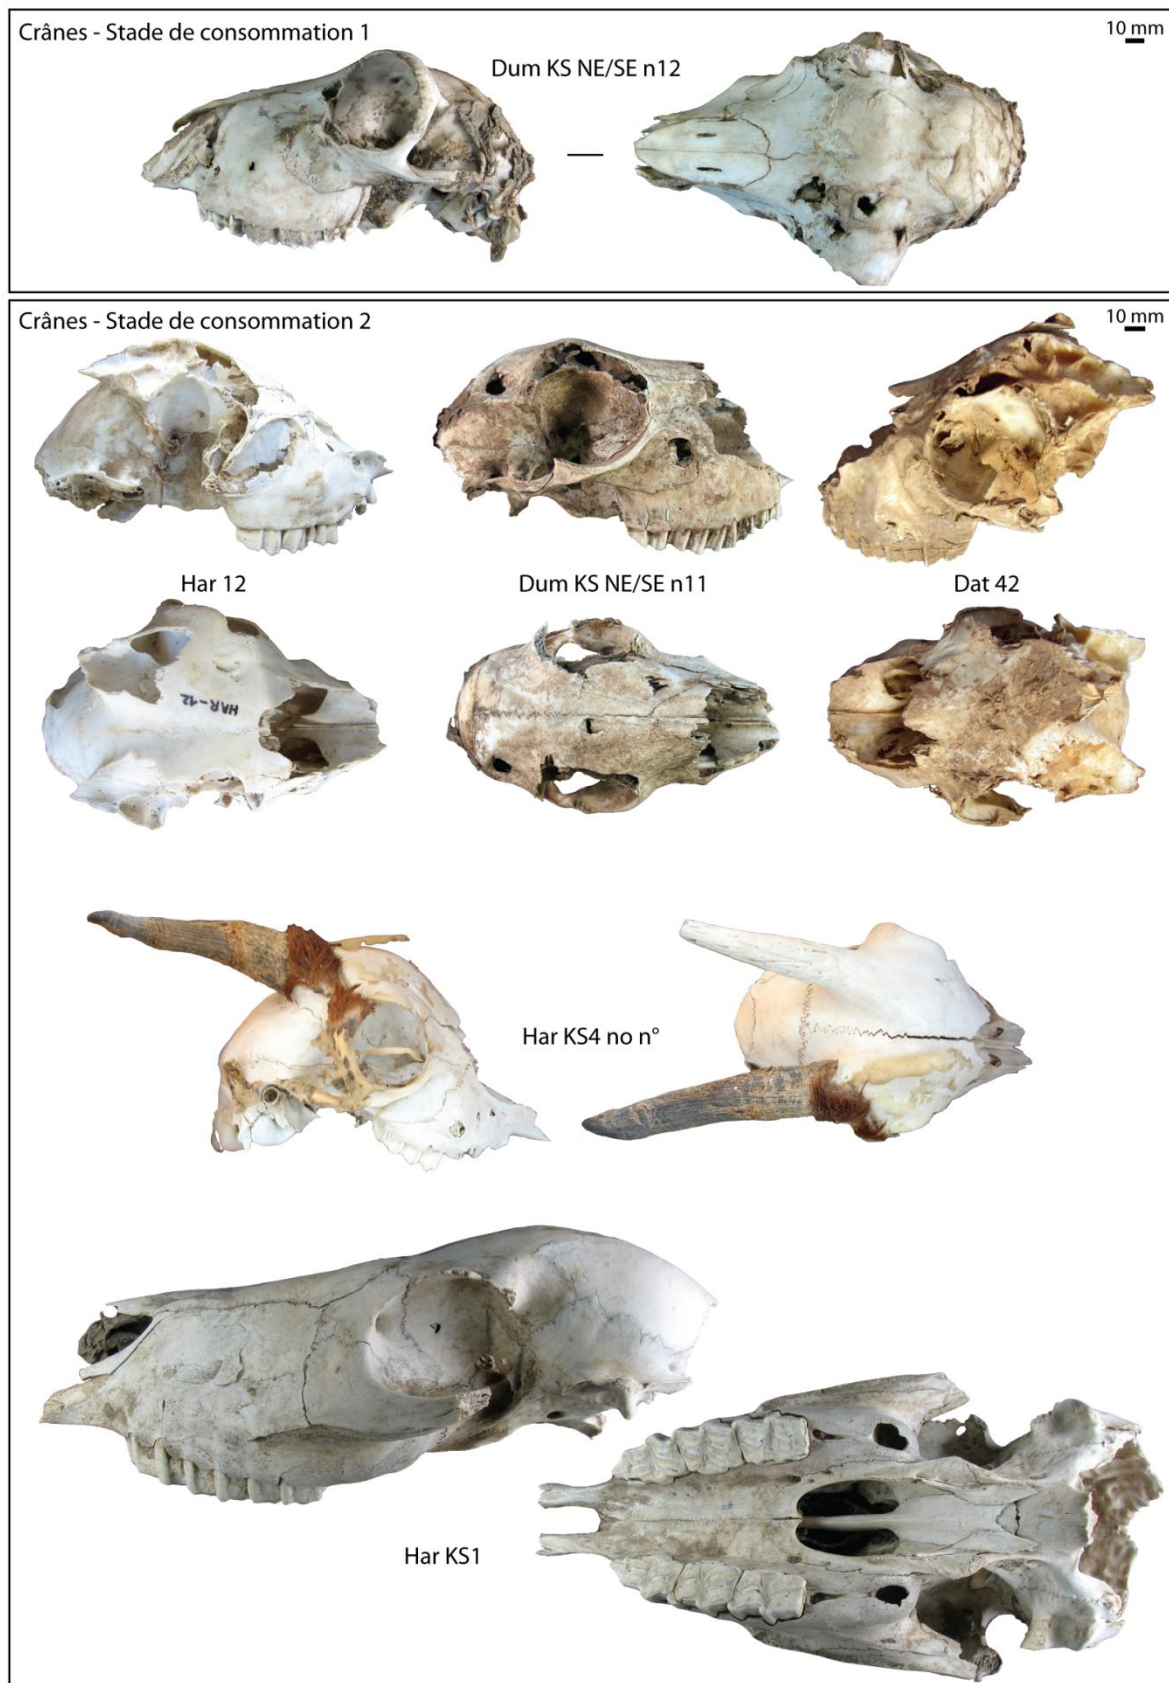 Crânes - Stade de consommation 1
10 mm
Dum KS NE/SE n12
Crânes - Stade de consommation 2
10 mm
Har 12
Dum KS NE/SE n11
Dat 42
HAR-12
Har KS4 no n°
Har KS1